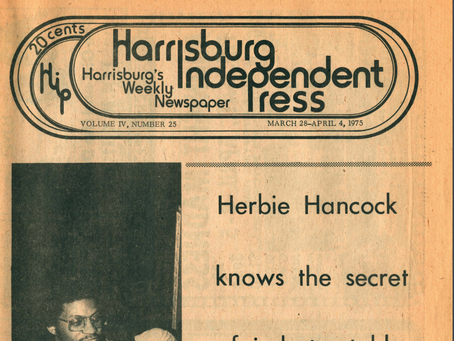 20 cents
Hip
Harrisburg
Independent
Press
Harrisburg's
Weekly
Newspaper
VOLUME IV, NUMBER 25
MARCH 28–APRIL 4, 1975
Herbie Hancock
knows the secret